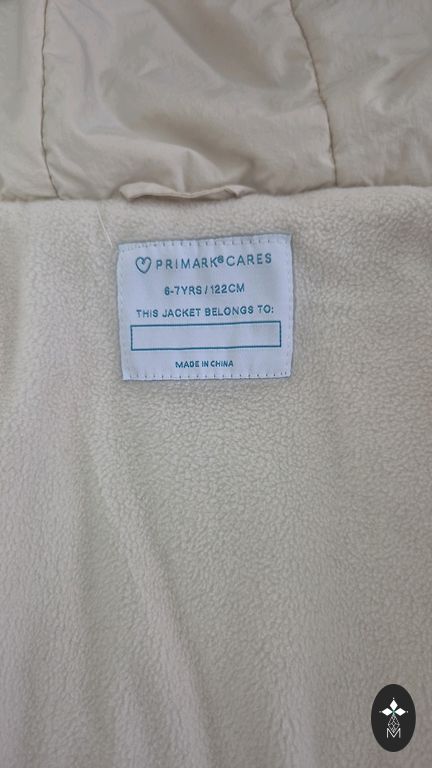 PRIMARK® CARES
6-7YRS / 122CM
THIS JACKET BELONGS TO:
MADE IN CHINA
M